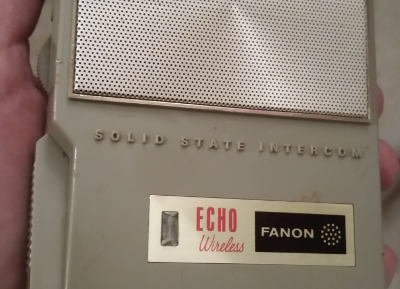 SOLID STATE INTERCOM
ECHO
Wireless
FANON